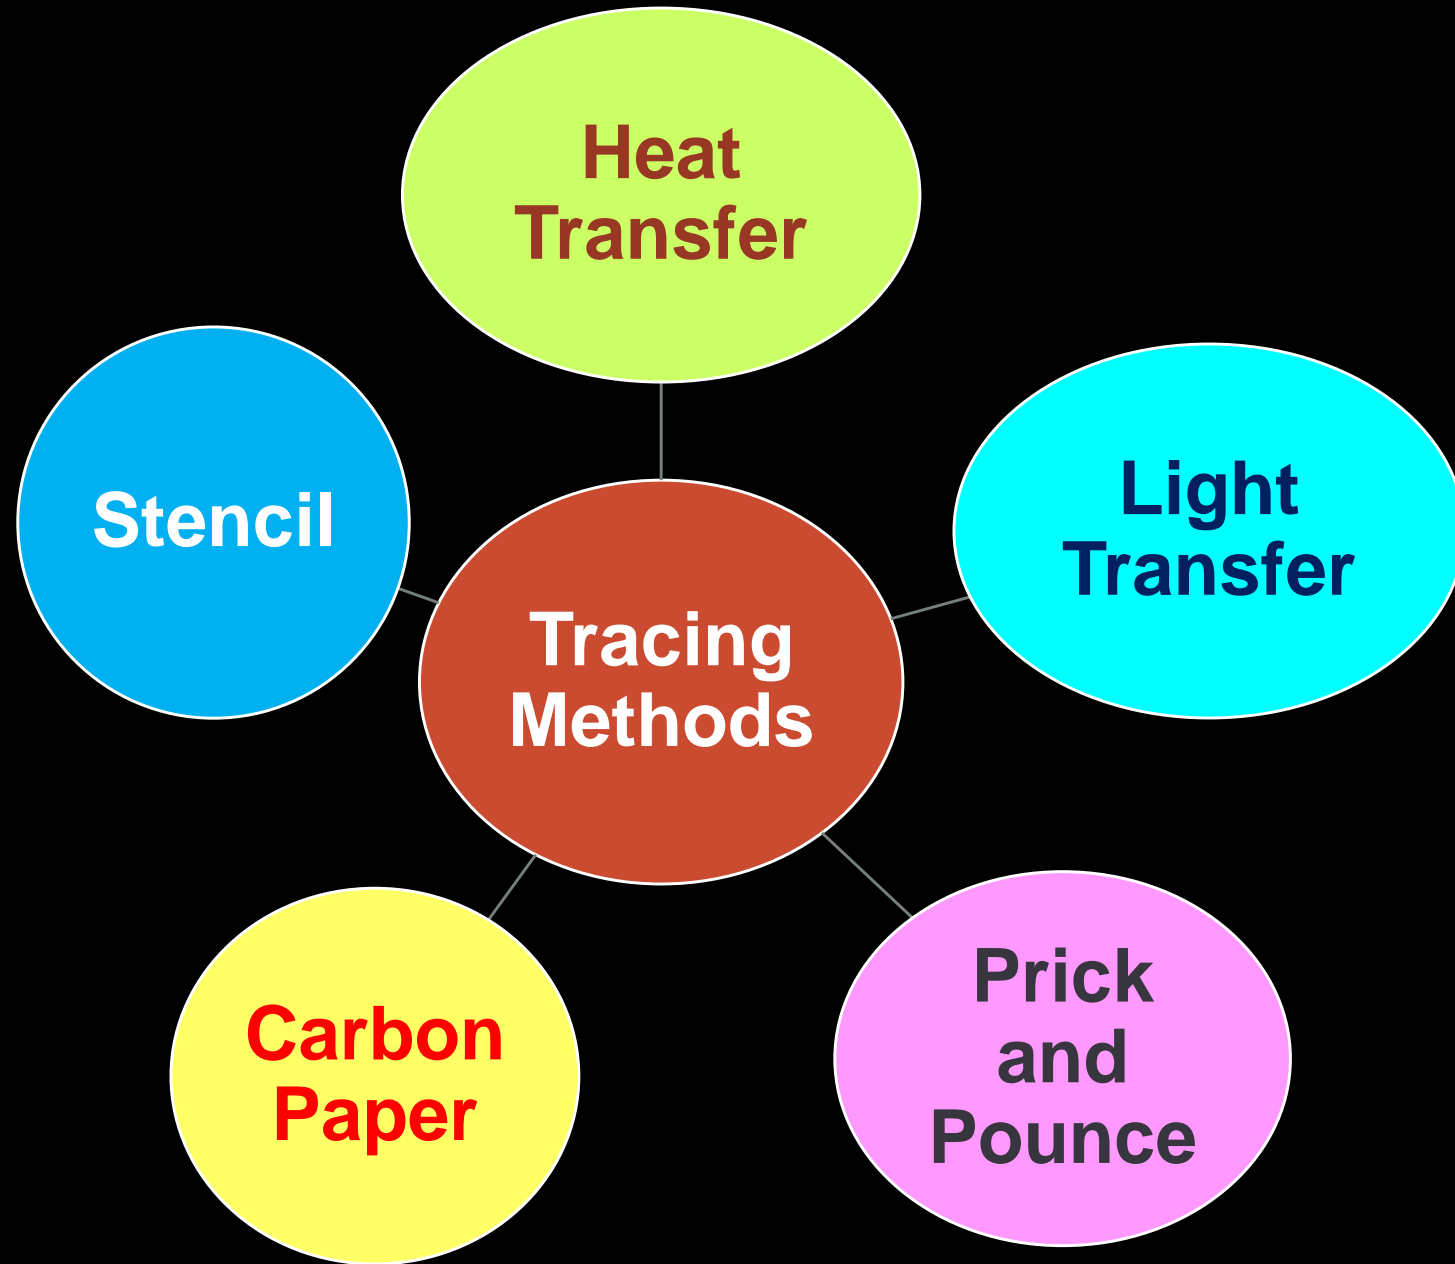 Heat
Transfer
Light
Transfer
Stencil
Tracing
Methods
Prick
and
Pounce
Carbon
Paper